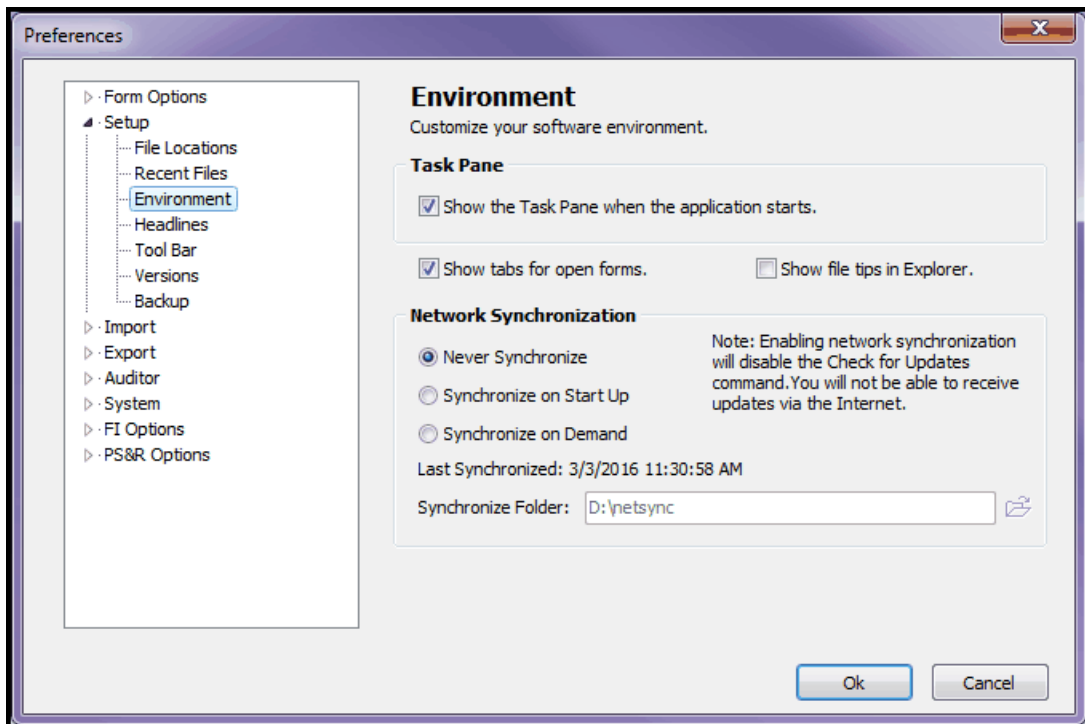 Preferences
X
Form Options
Setup
File Locations
Recent Files
Environment
Headlines
Tool Bar
Versions
Backup
Import
Export
Auditor
System
FI Options
PS&R Options
Environment
Customize your software environment.
Task Pane
Show the Task Pane when the application starts.
Show tabs for open forms.
Show file tips in Explorer.
Network Synchronization
Never Synchronize
Synchronize on Start Up
Synchronize on Demand
Note: Enabling network synchronization
will disable the Check for Updates
command.You will not be able to receive
updates via the Internet.
Last Synchronized: 3/3/2016 11:30:58 AM
Synchronize Folder: D:\netsync
Ok
Cancel